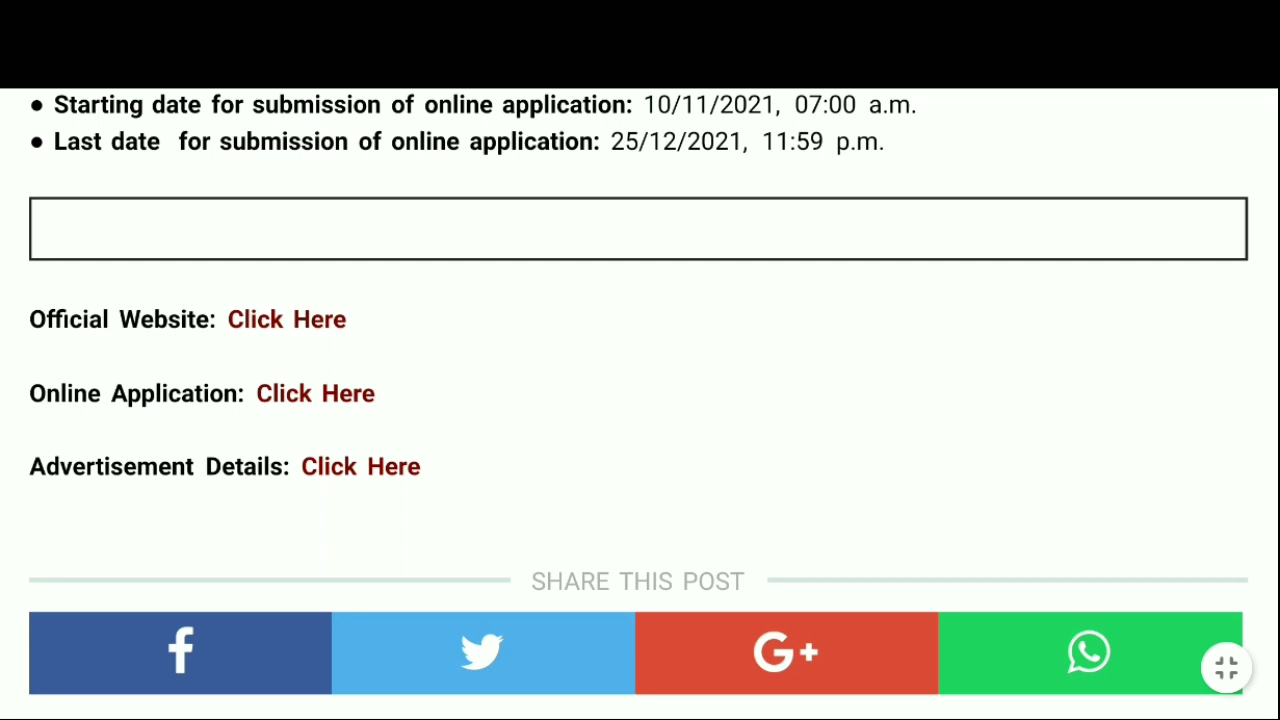 ● Starting date for submission of online application: 10/11/2021, 07:00 a.m.
● Last date for submission of online application: 25/12/2021, 11:59 p.m.
Official Website: Click Here
Online Application: Click Here
Advertisement Details: Click Here
SHARE THIS POST
f G+